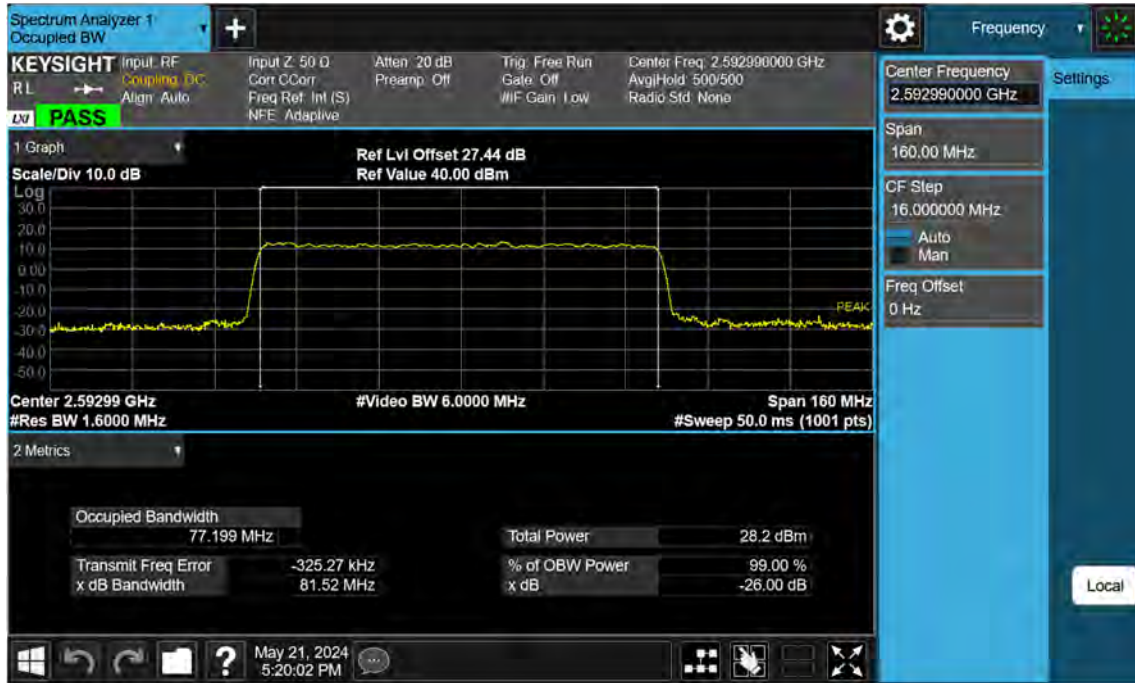 Spectrum Analyzer 1
Occupied BW
+
Frequency
KEYSIGHT
R L
LXI
PASS
Input: RF
Coupling: DC
Align: Auto
Input Z: 50 Ω
Corr CCorr
Freq Ref: Int (S)
NFE: Adaptive
Atten: 20 dB
Preamp: Off
Trig: Free Run
Gate: Off
#IF Gain: Low
Center Freq: 2.592990000 GHz
Avg|Hold: 500/500
Radio Std: None
Center Frequency
2.592990000 GHz
Settings
Span
160.00 MHz
CF Step
16.000000 MHz
Auto
Man
Freq Offset
0 Hz
Local
1 Graph
Scale/Div 10.0 dB
Ref Lvl Offset 27.44 dB
Ref Value 40.00 dBm
Log
30.0
20.0
10.0
0.00
-10.0
-20.0
-30.0
-40.0
-50.0
PEAK
Center 2.59299 GHz
#Video BW 6.0000 MHz
Span 160 MHz
#Res BW 1.6000 MHz
#Sweep 50.0 ms (1001 pts)
2 Metrics
Occupied Bandwidth
77.199 MHz
Total Power 28.2 dBm
Transmit Freq Error -325.27 kHz
% of OBW Power 99.00 %
x dB Bandwidth 81.52 MHz
x dB -26.00 dB
?
May 21, 2024
5:20:02 PM